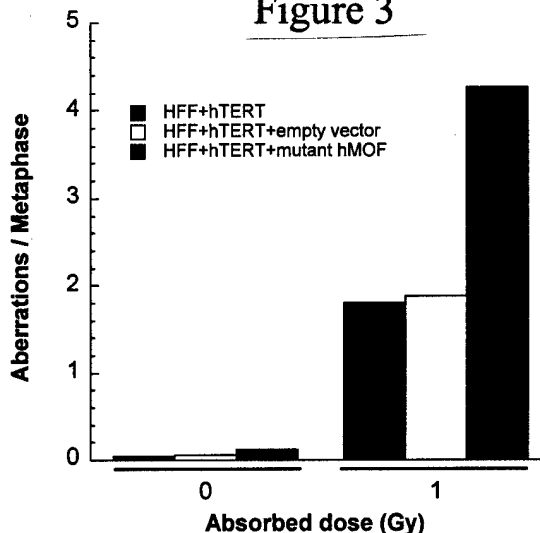 Figure 3
5
4
3
2
1
0
Aberrations / Metaphase
HFF+hTERT
HFF+hTERT+empty vector
HFF+hTERT+mutant hMOF
0 1
Absorbed dose (Gy)